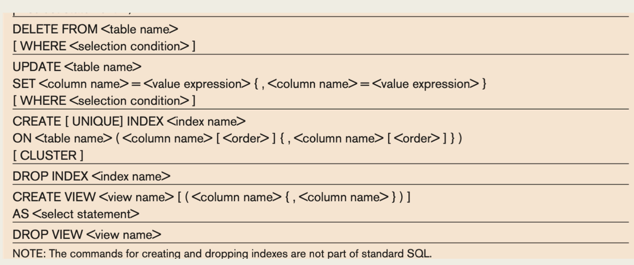 DELETE FROM <table name>
[ WHERE <selection condition> ]
UPDATE <table name>
SET <column name> = <value expression> { , <column name> = <value expression> }
[ WHERE <selection condition> ]
CREATE [ UNIQUE] INDEX <index name>
ON <table name> ( <column name> [ <order> ] { , <column name> [ <order> ] } )
[ CLUSTER ]
DROP INDEX <index name>
CREATE VIEW <view name> [ ( <column name> { , <column name> } ) ]
AS <select statement>
DROP VIEW <view name>
NOTE: The commands for creating and dropping indexes are not part of standard SQL.